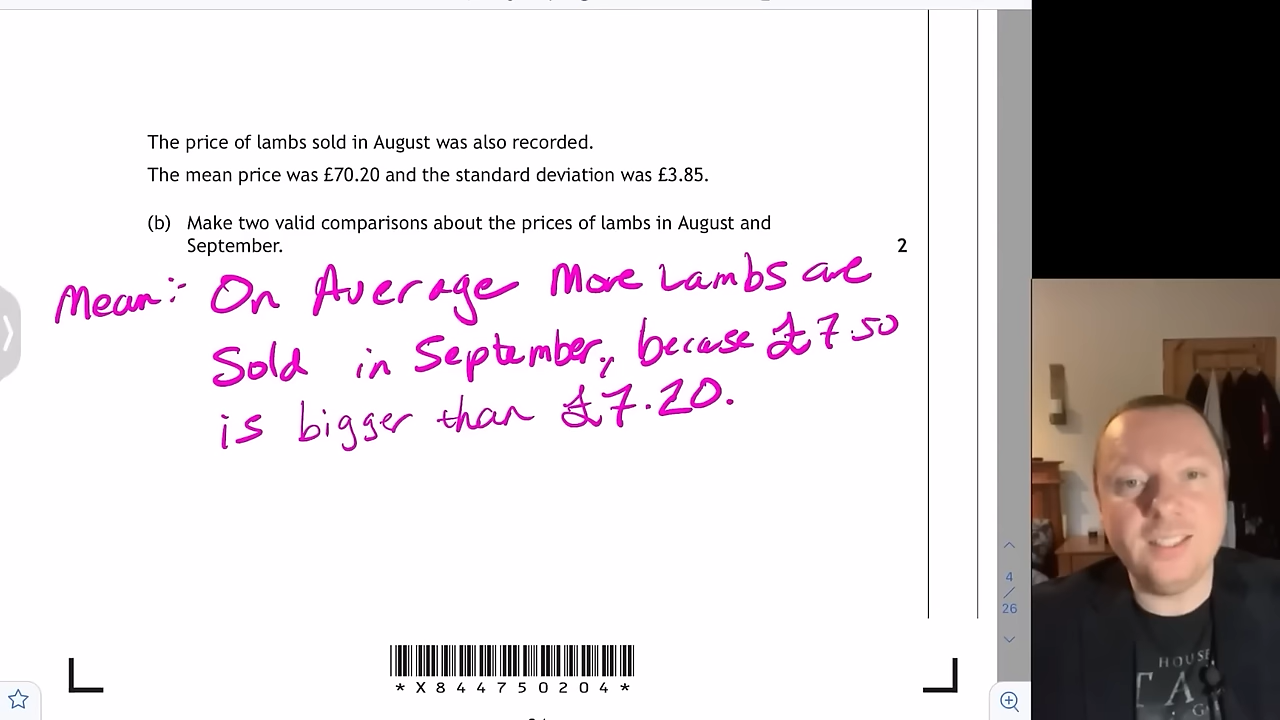 The price of lambs sold in August was also recorded.
The mean price was £70.20 and the standard deviation was £3.85.
(b) Make two valid comparisons about the prices of lambs in August and
September.
2
Mean:- On Average More Lambs are
Sold in September, becase £7.50
is bigger than £7.20.
4
/
26
*X844750204*
HOUSE